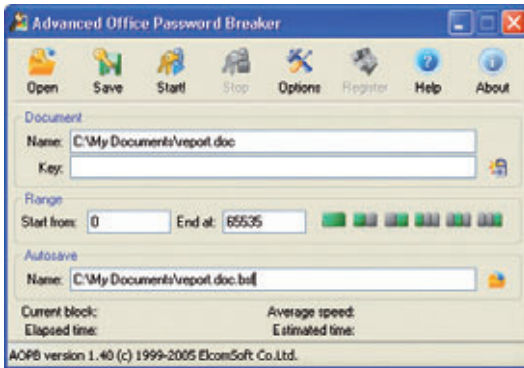 Advanced Office Password Breaker
Open Save Start! Stop Options Register Help About
Document
Name: C:\My Documents\report.doc
Key:
Range
Start from: 0 End at: 65535
Autosave
Name: C:\My Documents\report.doc.bsf
Current block: Average speed:
Elapsed time: Estimated time:
AOPB version 1.40 (c) 1999-2005 ElcomSoft Co.Ltd.